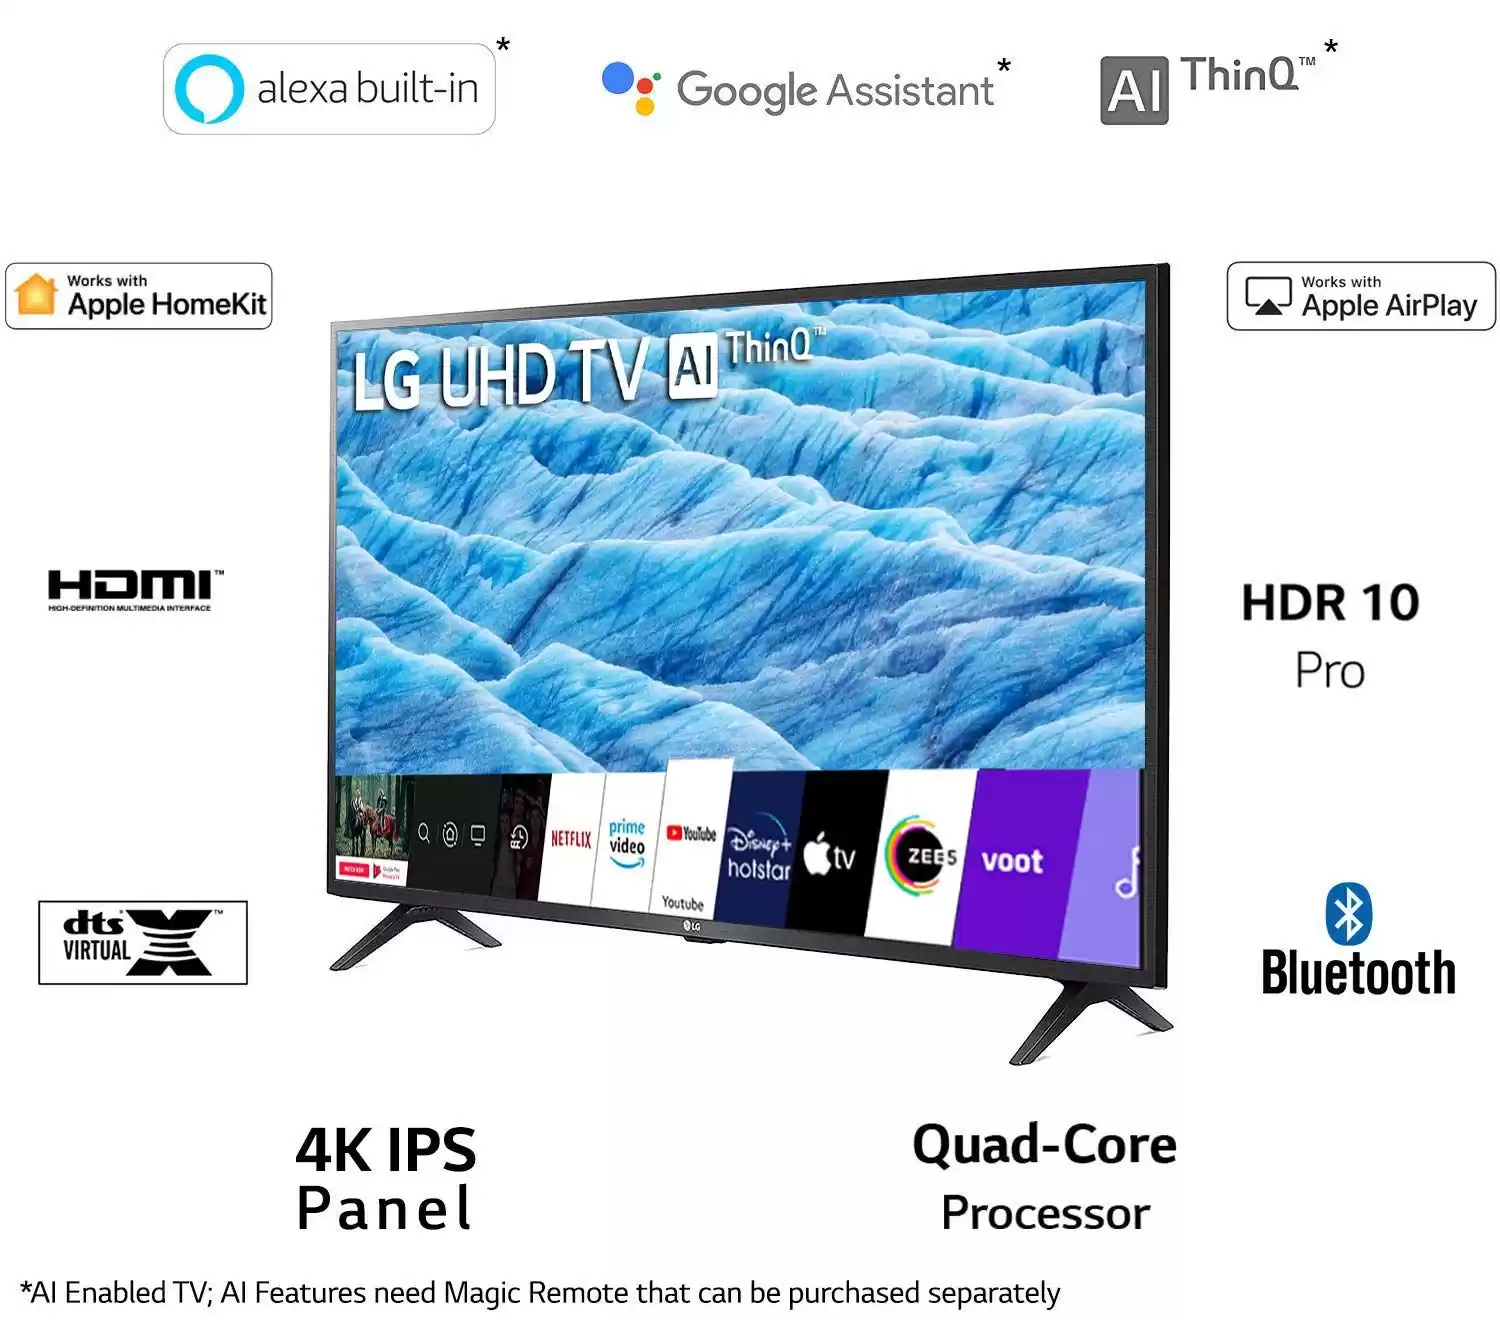 alexa built-in*
Google Assistant*
AI ThinQ™*
Works with
Apple HomeKit
Works with
Apple AirPlay
LG UHD TV AI ThinQ™
HDMI™
HIGH-DEFINITION MULTIMEDIA INTERFACE
HDR 10
Pro
NETFLIX
prime
video
YouTube
Youtube
Disney+
hotstar
tv
ZEE5
voot
LG
dts
VIRTUAL X™
Bluetooth
4K IPS
Panel
Quad-Core
Processor
*AI Enabled TV; AI Features need Magic Remote that can be purchased separately